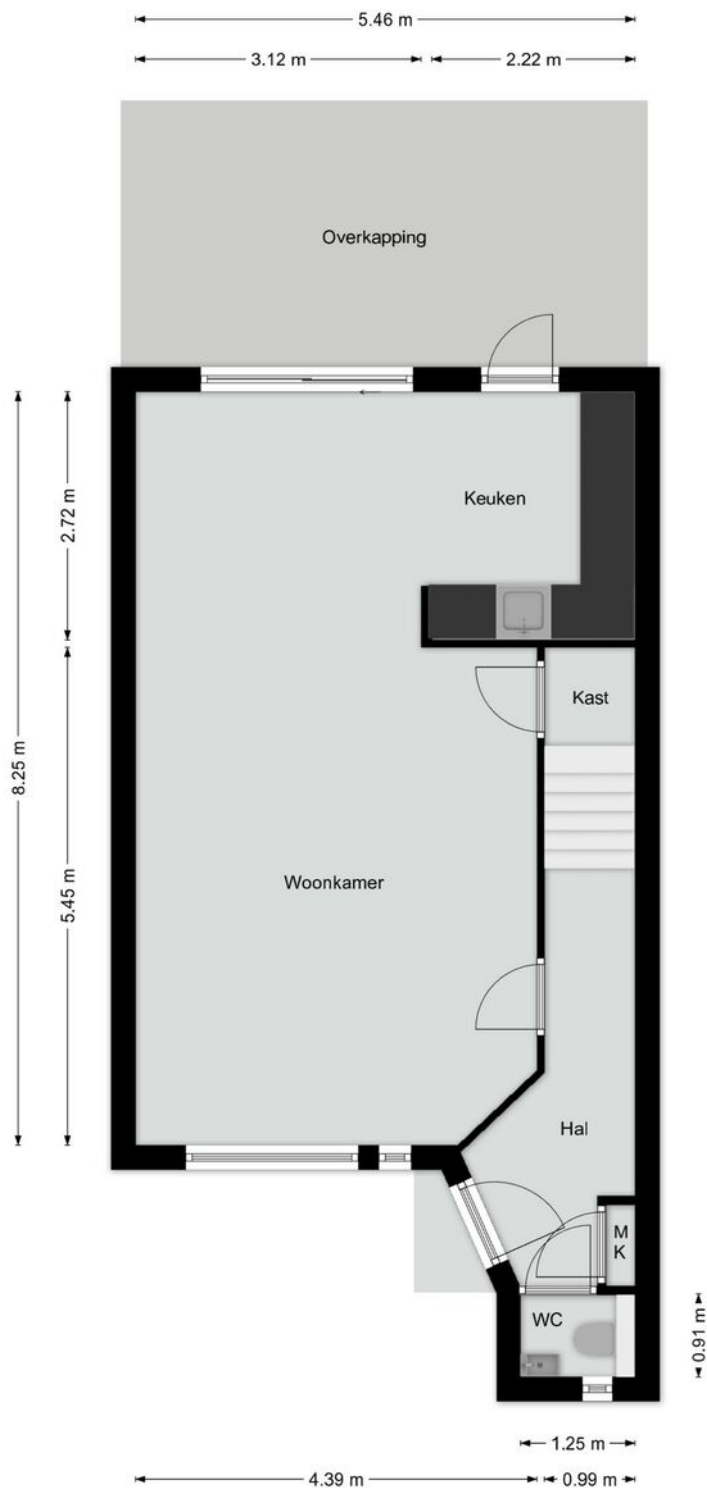 5.46 m
3.12 m
2.22 m
Overkapping
Keuken
2.72 m
Kast
8.25 m
5.45 m
Woonkamer
Hal
M
K
WC
0.91 m
1.25 m
4.39 m
0.99 m